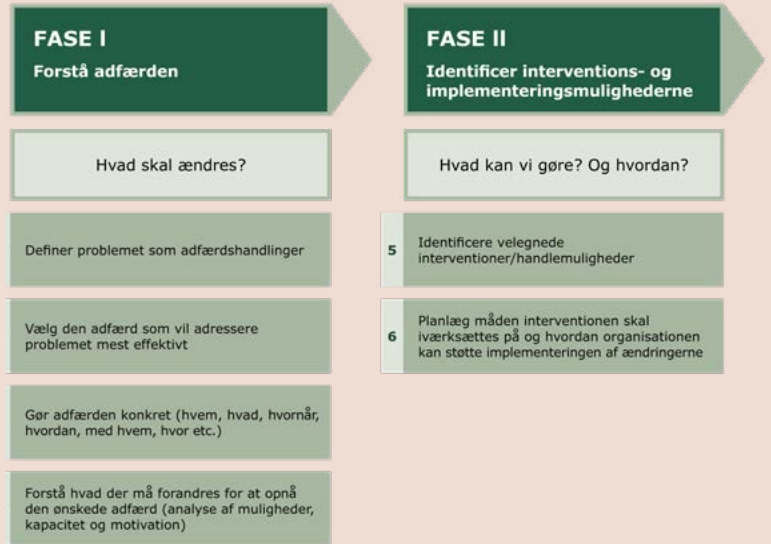 FASE I
Forstå adfærden
Hvad skal ændres?
Definer problemet som adfærdshandlinger
Vælg den adfærd som vil adressere
problemet mest effektivt
Gør adfærden konkret (hvem, hvad, hvornår,
hvordan, med hvem, hvor etc.)
Forstå hvad der må forandres for at opnå
den ønskede adfærd (analyse af muligheder,
kapacitet og motivation)
FASE II
Identificer interventions- og
implementeringsmulighederne
Hvad kan vi gøre? Og hvordan?
5
Identificere velegnede
interventioner/handlemuligheder
6
Planlæg måden interventionen skal
iværksættes på og hvordan organisationen
kan støtte implementeringen af ændringerne